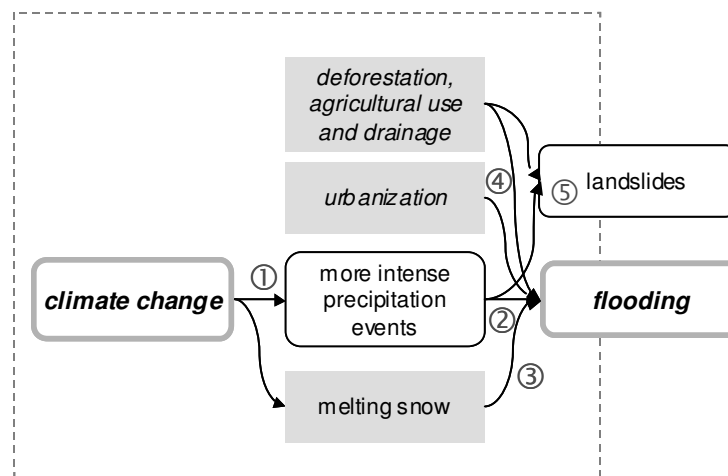 deforestation,
agricultural use
and drainage
④
⑤
landslides
urbanization
climate change
①
more intense
precipitation
events
②
flooding
③
melting snow